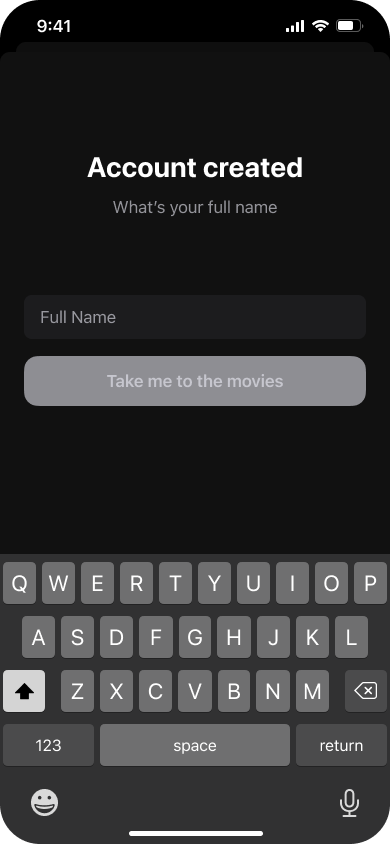 9:41
Account created
What's your full name
Full Name
Take me to the movies
Q W E R T Y U I O P
A S D F G H J K L
Z X C V B N M
123 space return